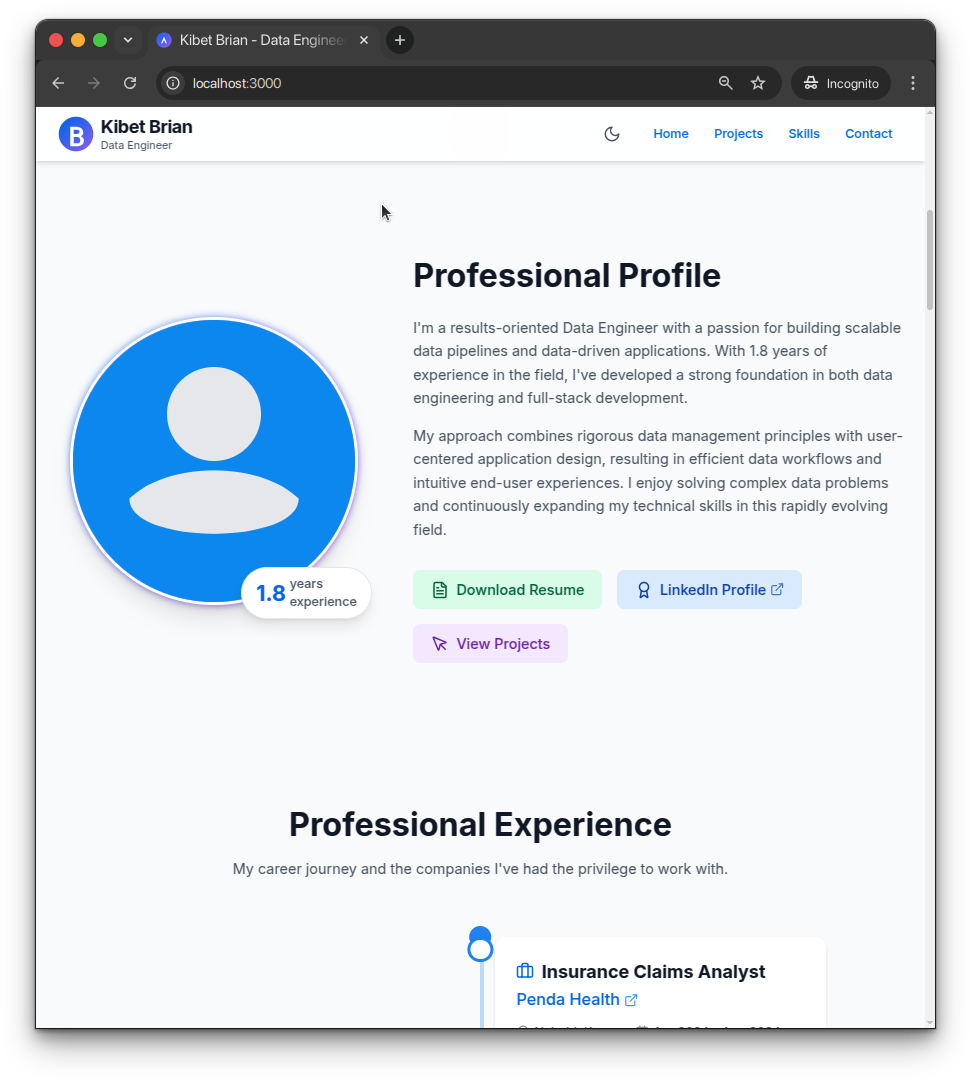 Kibet Brian - Data Enginee
localhost:3000
Incognito
B
Kibet Brian
Data Engineer
Home
Projects
Skills
Contact
Professional Profile
I'm a results-oriented Data Engineer with a passion for building scalable
data pipelines and data-driven applications. With 1.8 years of
experience in the field, I've developed a strong foundation in both data
engineering and full-stack development.
My approach combines rigorous data management principles with user-
centered application design, resulting in efficient data workflows and
intuitive end-user experiences. I enjoy solving complex data problems
and continuously expanding my technical skills in this rapidly evolving
field.
1.8 years
experience
Download Resume
LinkedIn Profile
View Projects
Professional Experience
My career journey and the companies I've had the privilege to work with.
Insurance Claims Analyst
Penda Health